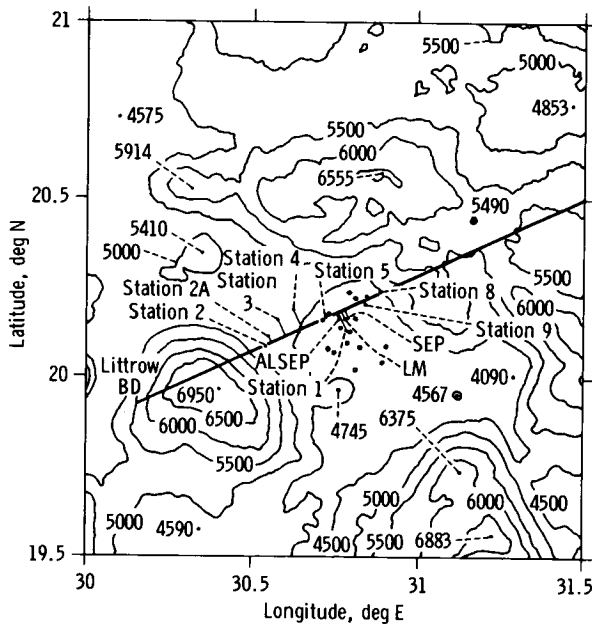 21
5500
5000
4853
4575
5914
5500
6000
6555
20.5
5490
5410
5000
Station 4
Station 5
Station
3
Station 8
5500
Station 2A
Station 2
6000
Station 9
SEP
ALSEP
LM
Station 1
Littrow
BD
20
6950
4567
4090
6500
6000
4745
6375
5500
5000
6000
4500
5000
4590
4500
5500
6883
19.5
30
30.5
31
31.5
Latitude, deg N
Longitude, deg E